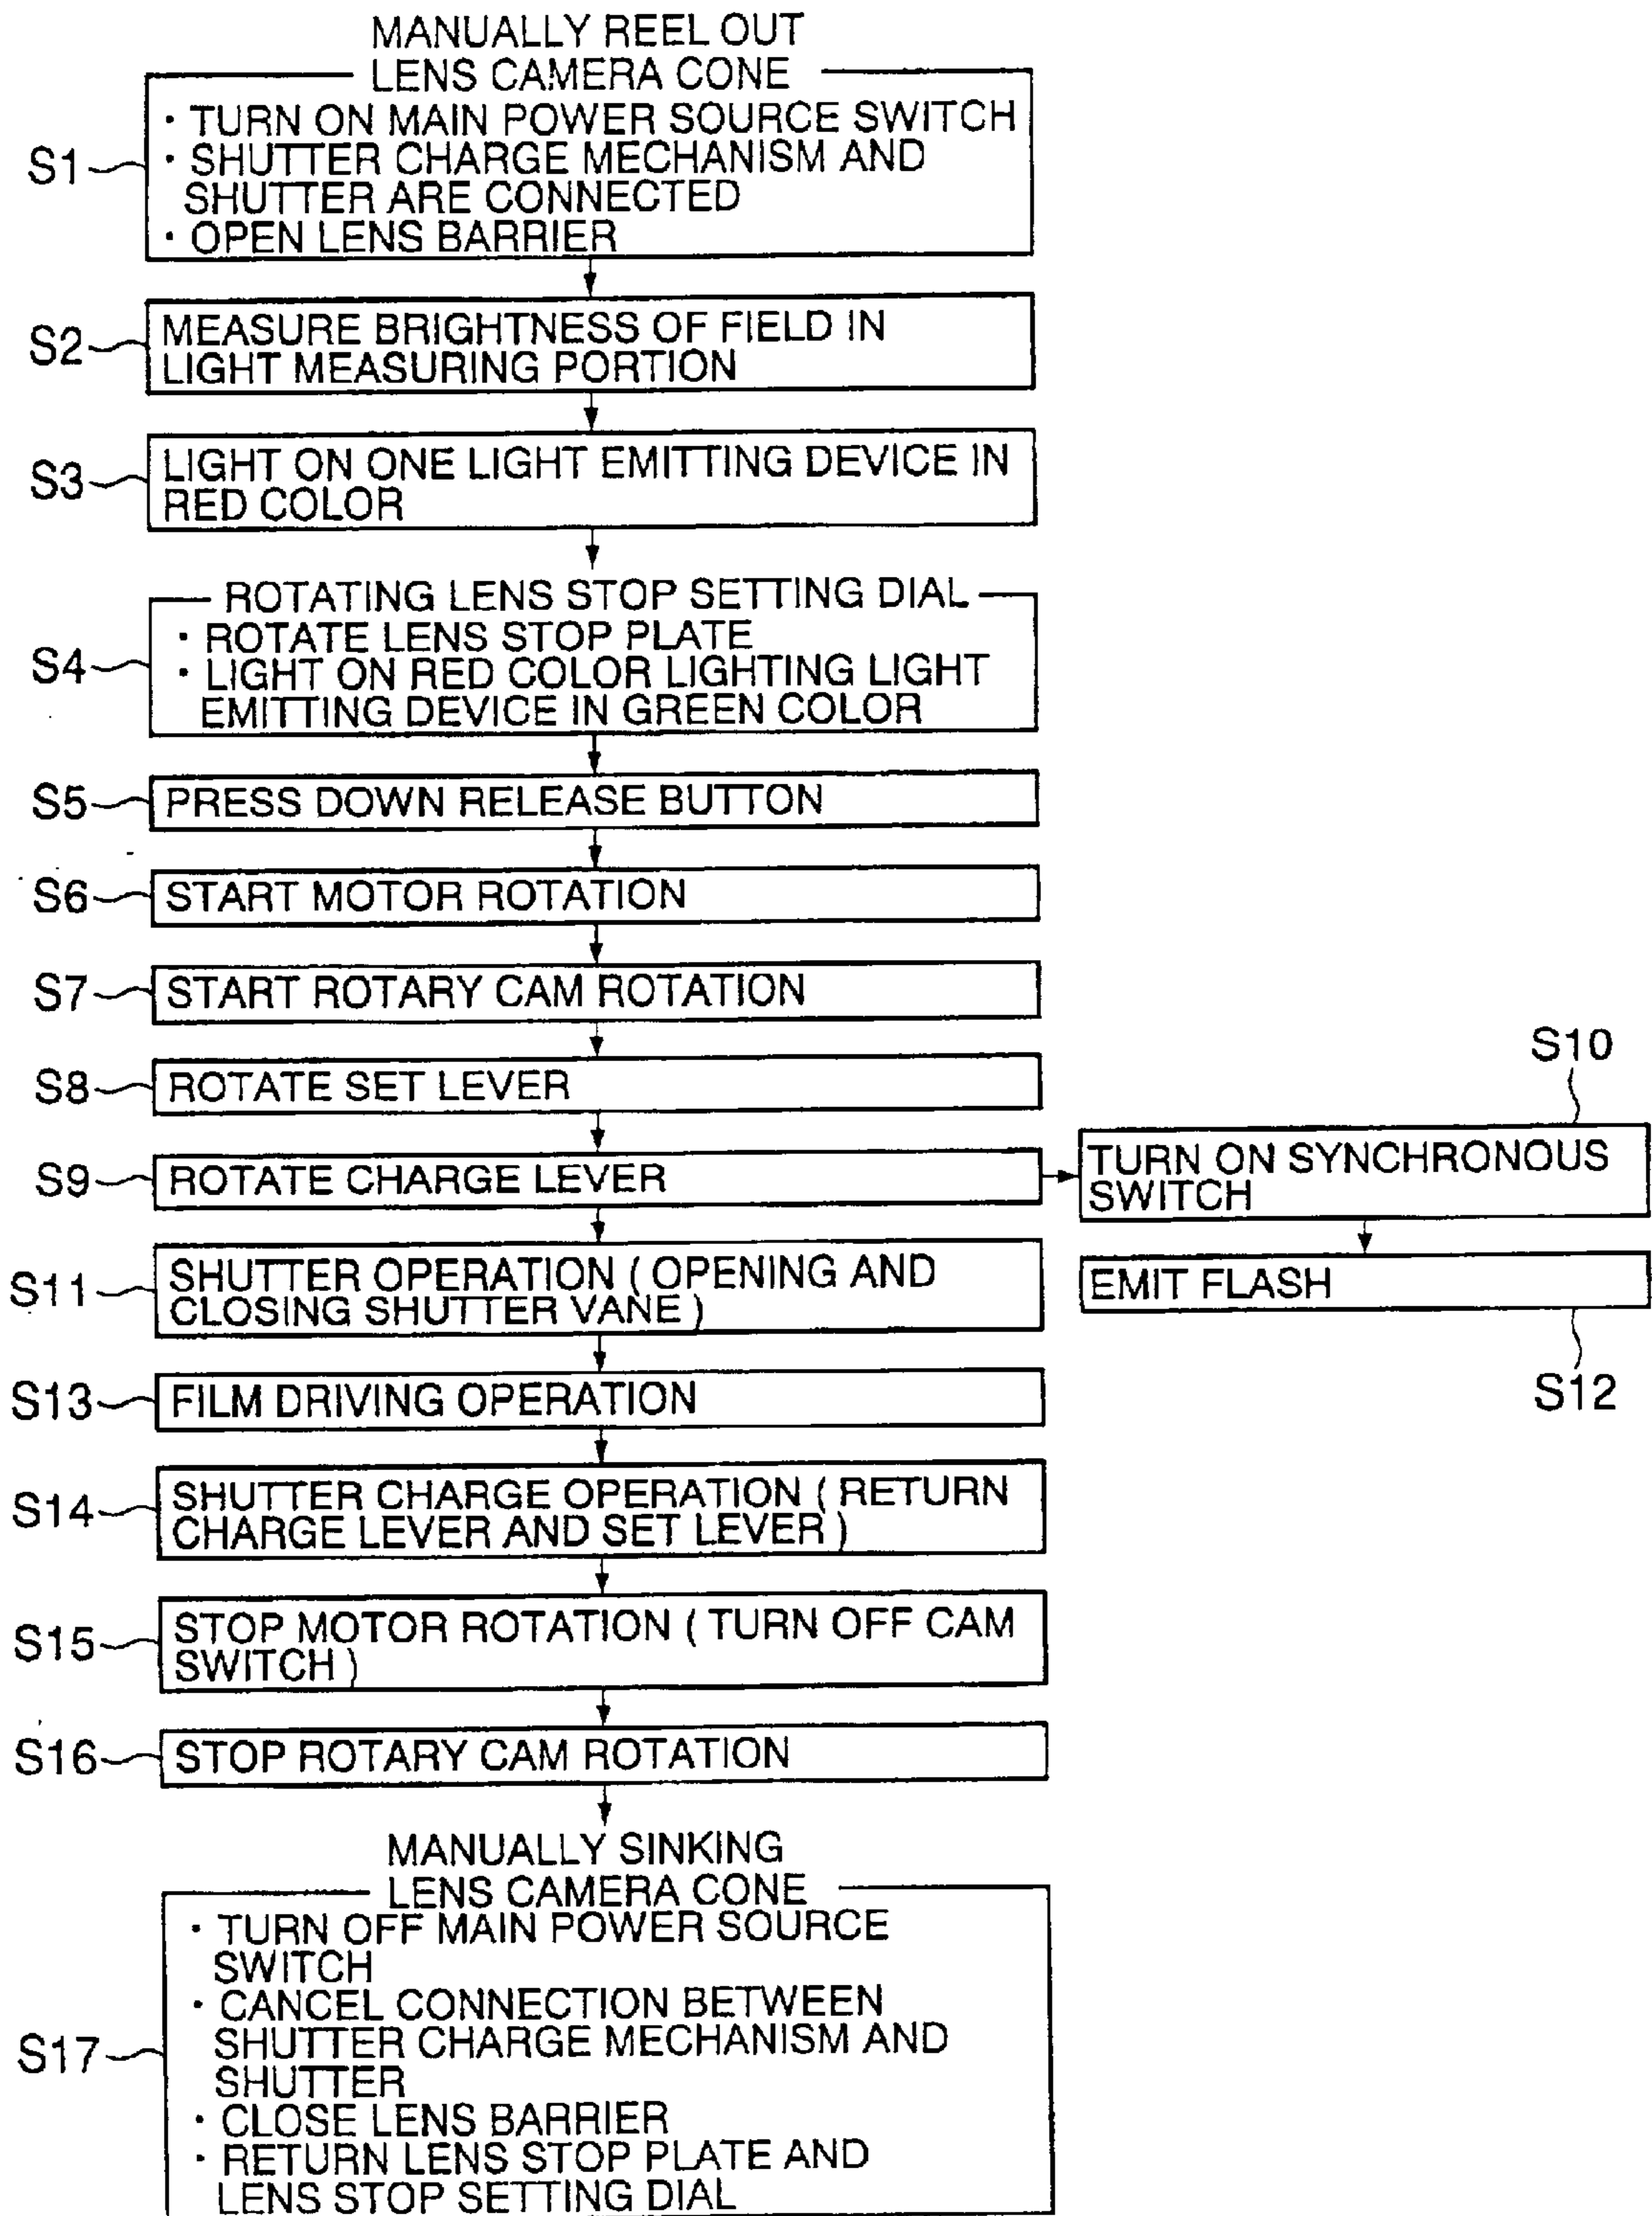 MANUALLY REEL OUT
LENS CAMERA CONE
S1
· TURN ON MAIN POWER SOURCE SWITCH
· SHUTTER CHARGE MECHANISM AND
SHUTTER ARE CONNECTED
· OPEN LENS BARRIER
S2
MEASURE BRIGHTNESS OF FIELD IN
LIGHT MEASURING PORTION
S3
LIGHT ON ONE LIGHT EMITTING DEVICE IN
RED COLOR
ROTATING LENS STOP SETTING DIAL
S4
· ROTATE LENS STOP PLATE
· LIGHT ON RED COLOR LIGHTING LIGHT
EMITTING DEVICE IN GREEN COLOR
S5
PRESS DOWN RELEASE BUTTON
S6
START MOTOR ROTATION
S7
START ROTARY CAM ROTATION
S8
ROTATE SET LEVER
S9
ROTATE CHARGE LEVER
S10
TURN ON SYNCHRONOUS
SWITCH
S11
SHUTTER OPERATION ( OPENING AND
CLOSING SHUTTER VANE )
EMIT FLASH
S12
S13
FILM DRIVING OPERATION
S14
SHUTTER CHARGE OPERATION ( RETURN
CHARGE LEVER AND SET LEVER )
S15
STOP MOTOR ROTATION ( TURN OFF CAM
SWITCH )
S16
STOP ROTARY CAM ROTATION
MANUALLY SINKING
LENS CAMERA CONE
S17
· TURN OFF MAIN POWER SOURCE
SWITCH
· CANCEL CONNECTION BETWEEN
SHUTTER CHARGE MECHANISM AND
SHUTTER
· CLOSE LENS BARRIER
· RETURN LENS STOP PLATE AND
LENS STOP SETTING DIAL